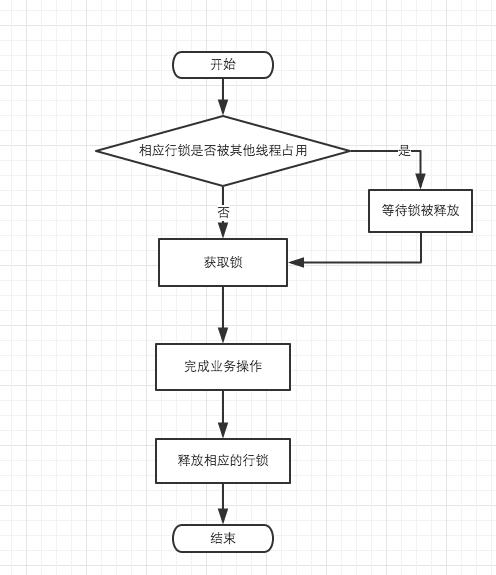 开始
相应行锁是否被其他线程占用
是
等待锁被释放
否
获取锁
完成业务操作
释放相应的行锁
结束